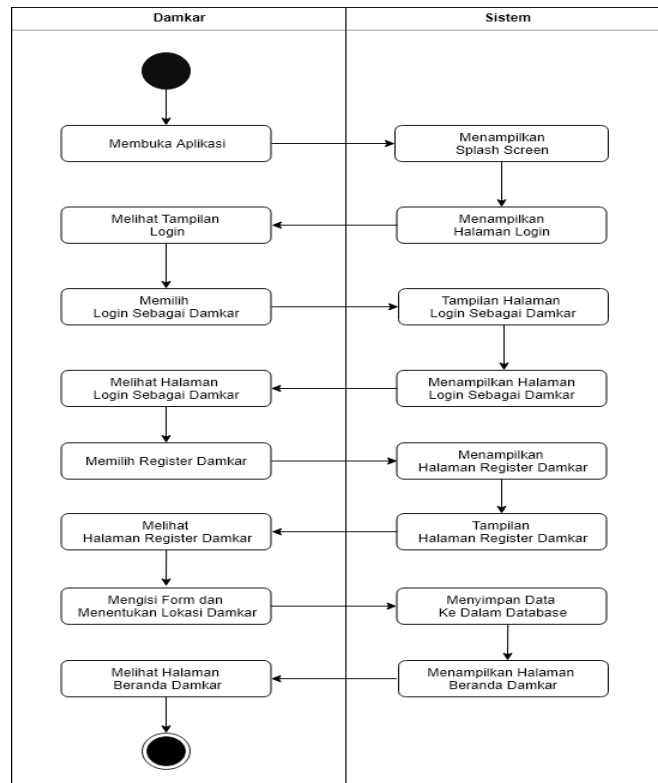 Damkar
Sistem
Membuka Aplikasi
Menampilkan
Splash Screen
Melihat Tampilan
Login
Menampilkan
Halaman Login
Memilih
Login Sebagai Damkar
Tampilan Halaman
Login Sebagai Damkar
Melihat Halaman
Login Sebagai Damkar
Menampilkan Halaman
Login Sebagai Damkar
Memilih Register Damkar
Menampilkan
Halaman Register Damkar
Melihat
Halaman Register Damkar
Tampilan
Halaman Register Damkar
Mengisi Form dan
Menentukan Lokasi Damkar
Menyimpan Data
Ke Dalam Database
Melihat Halaman
Beranda Damkar
Menampilkan Halaman
Beranda Damkar